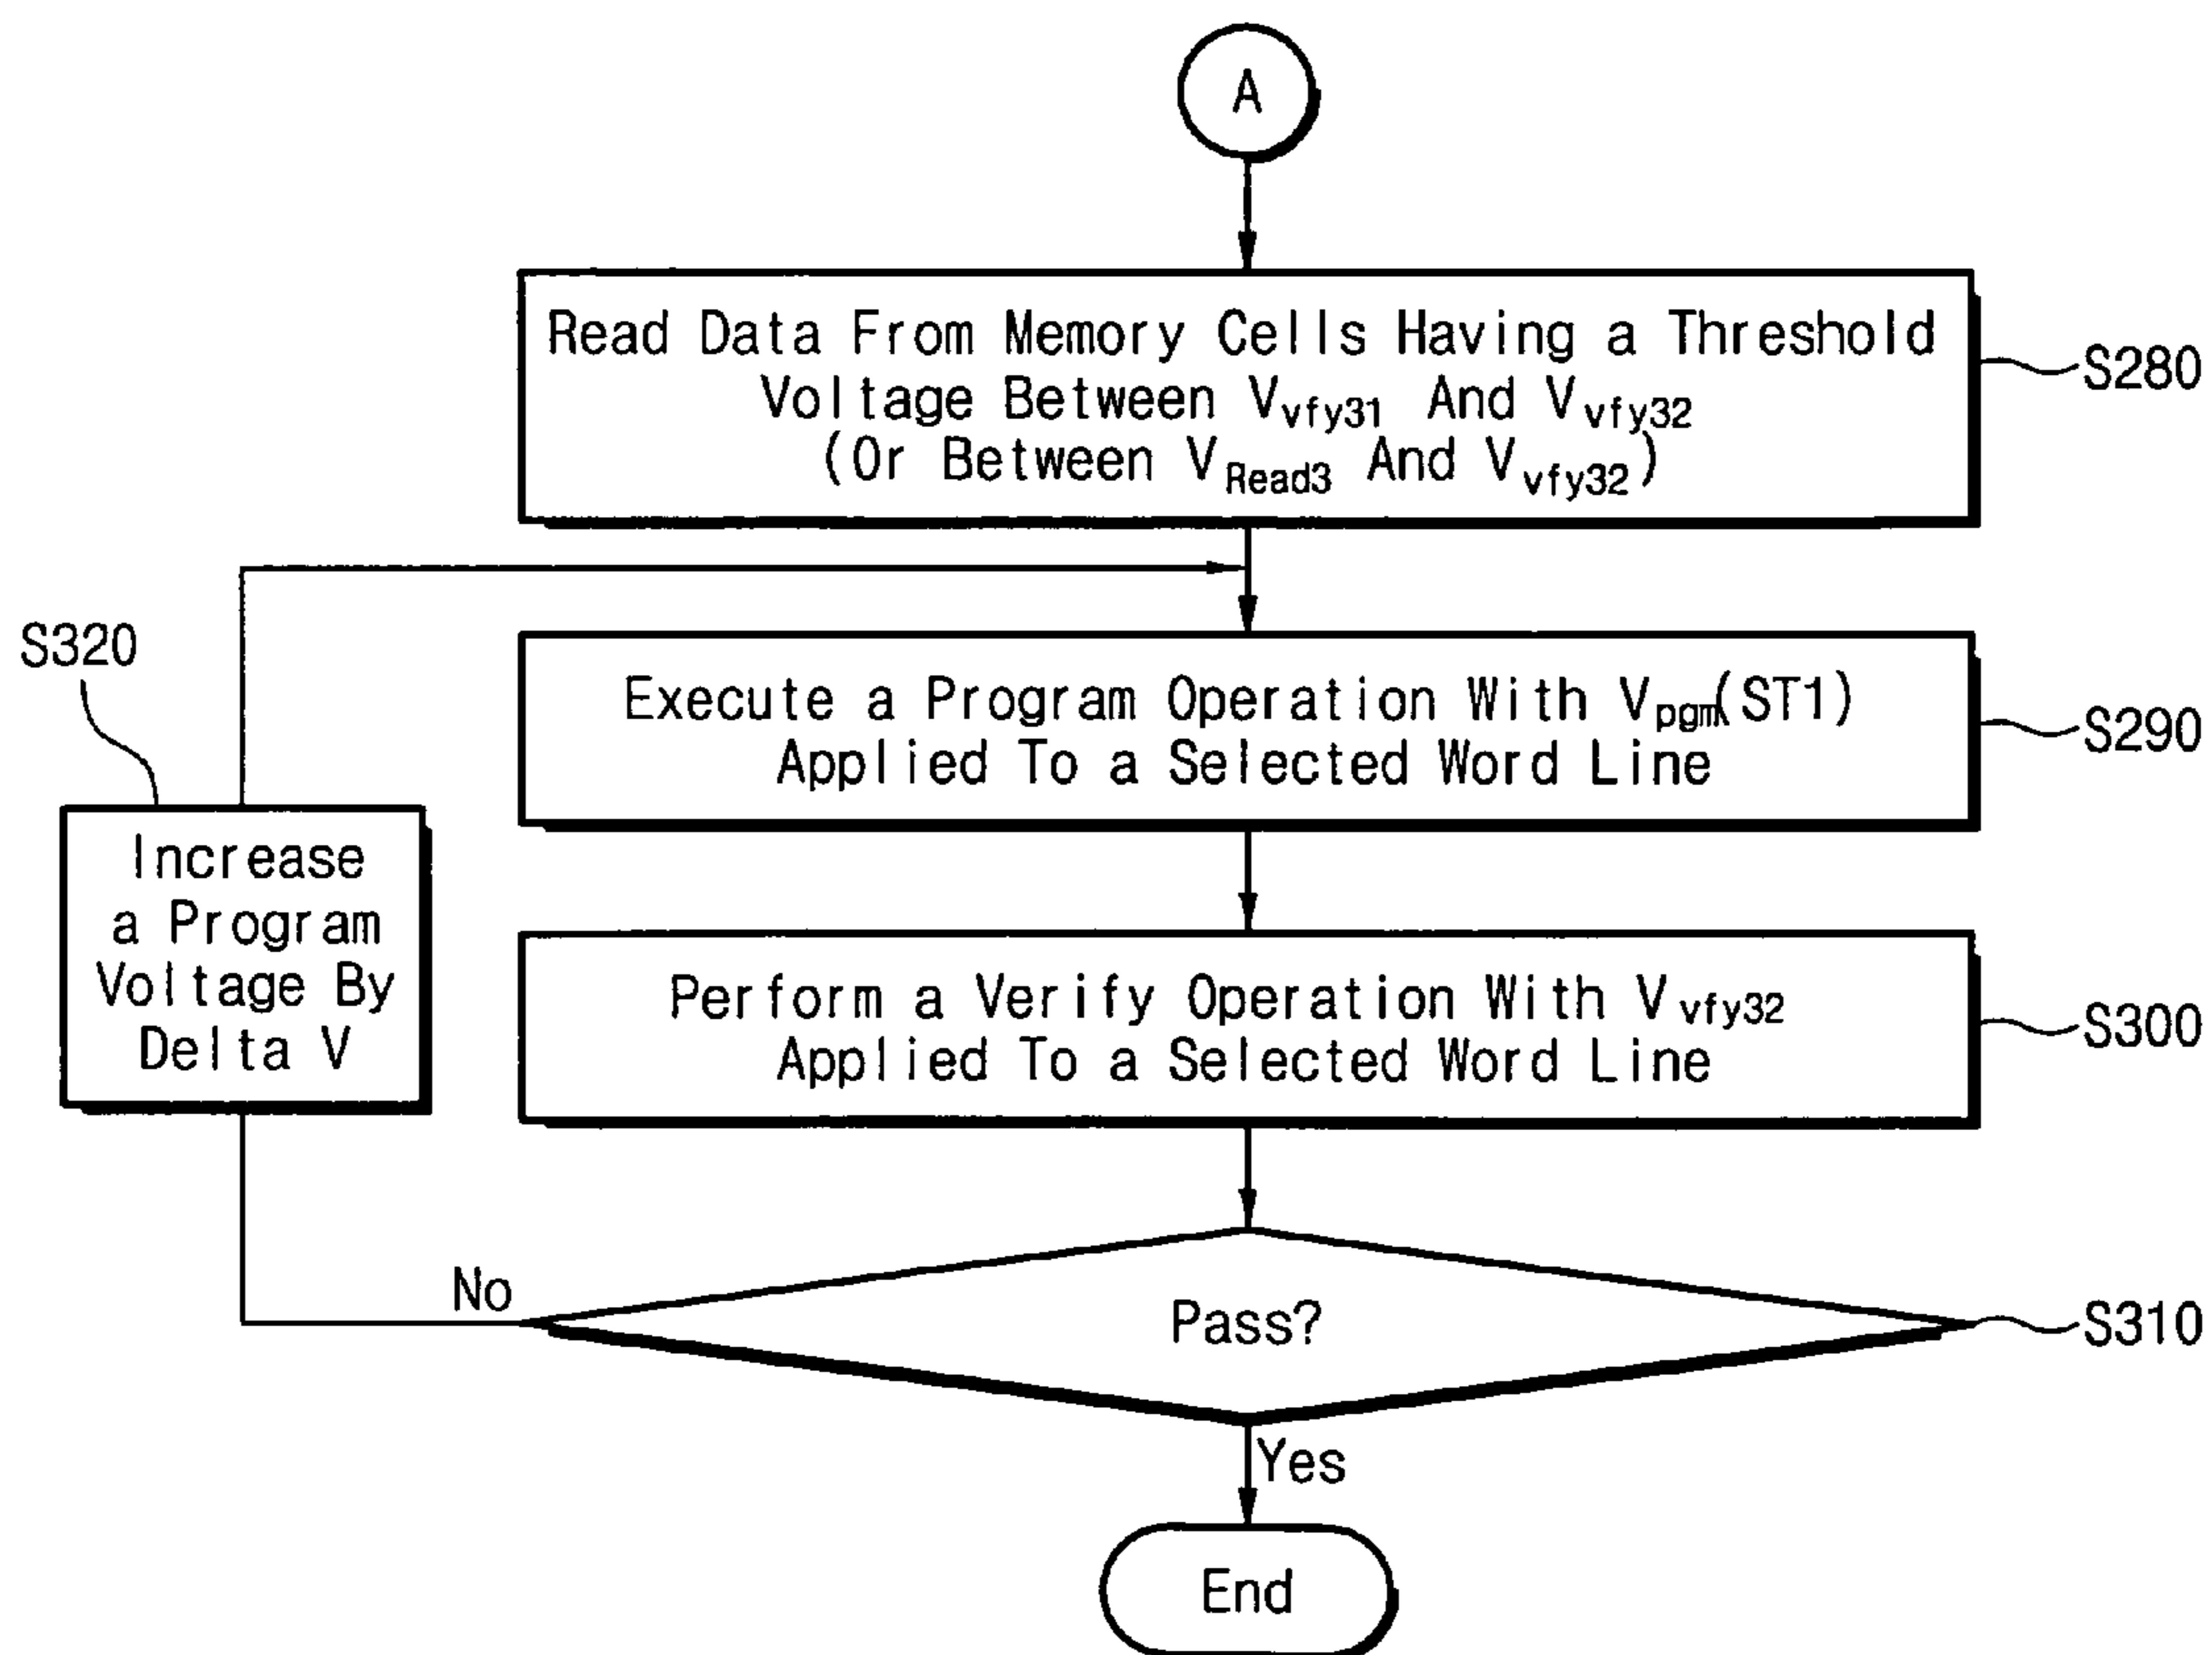 A
Read Data From Memory Cells Having a Threshold
Voltage Between Vvfy31 And Vvfy32
(Or Between VRead3 And Vvfy32)
S280
S320
Execute a Program Operation With Vpgm(ST1)
Applied To a Selected Word Line
S290
Increase
a Program
Voltage By
Delta V
Perform a Verify Operation With Vvfy32
Applied To a Selected Word Line
S300
No
Pass?
S310
Yes
End